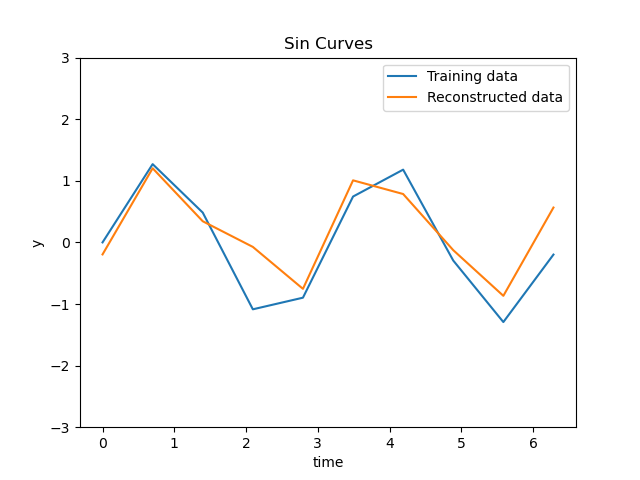 Sin Curves
Training data
Reconstructed data
3
2
1
0
−1
−2
−3
y
0 1 2 3 4 5 6
time